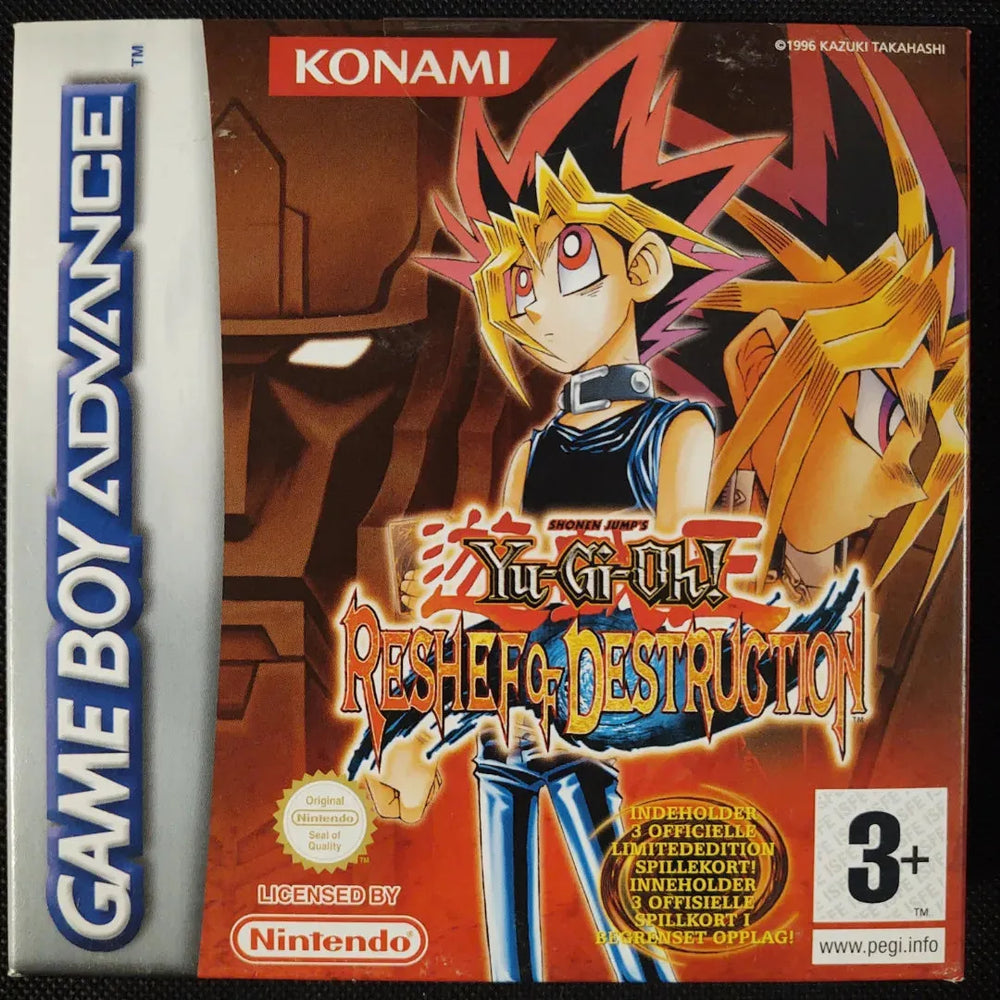 GAME BOY ADVANCE™
KONAMI
©1996 KAZUKI TAKAHASHI
SHONEN JUMP'S
Yu-Gi-Oh!
RESHEF OF DESTRUCTION™
Original
Nintendo
Seal of
Quality
TM
LICENSED BY
Nintendo®
INDEHOLDER
3 OFFICIELLE
LIMITEDEDITION
SPILLEKORT!
INNEHOLDER
3 OFFISIELLE
SPILLKORT I
BEGRENSET OPPLAG!
3+
TM
www.pegi.info